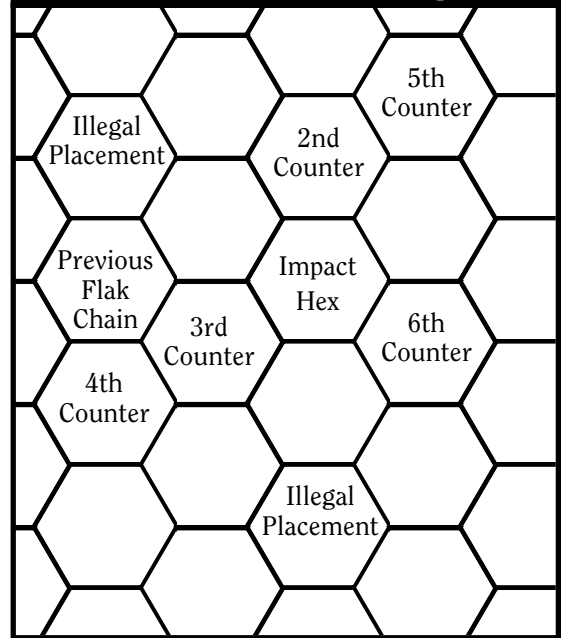 5th
Counter
Illegal
Placement
2nd
Counter
Previous
Flak
Chain
Impact
Hex
3rd
Counter
6th
Counter
4th
Counter
Illegal
Placement